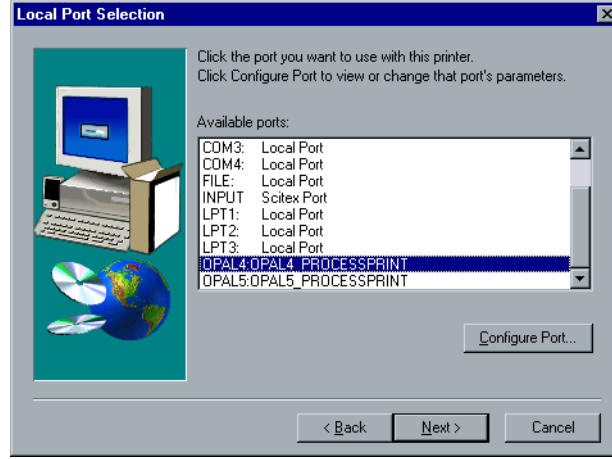 Local Port Selection
Click the port you want to use with this printer.
Click Configure Port to view or change that port's parameters.
Available ports:
COM3: Local Port
COM4: Local Port
FILE: Local Port
INPUT Scitex Port
LPT1: Local Port
LPT2: Local Port
LPT3: Local Port
OPAL4:OPAL4_PROCESSPRINT
OPAL5:OPAL5_PROCESSPRINT
Configure Port...
< Back Next > Cancel